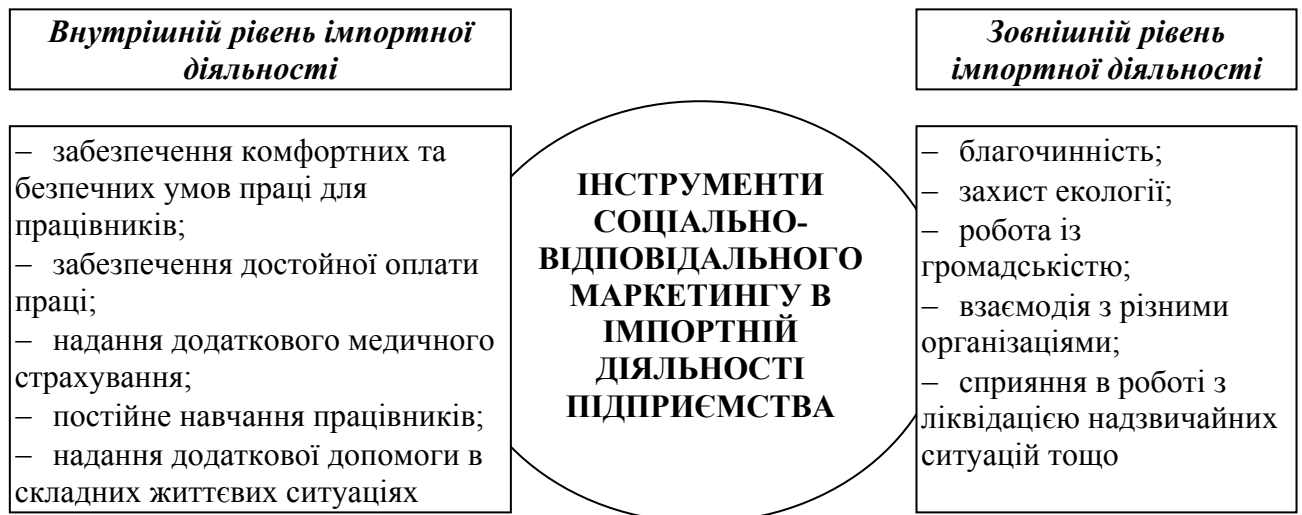 Внутрішній рівень імпортної
діяльності
– забезпечення комфортних та
безпечних умов праці для
працівників;
– забезпечення достойної оплати
праці;
– надання додаткового медичного
страхування;
– постійне навчання працівників;
– надання додаткової допомоги в
складних життєвих ситуаціях
ІНСТРУМЕНТИ
СОЦІАЛЬНО-
ВІДПОВІДАЛЬНОГО
МАРКЕТИНГУ В
ІМПОРТНІЙ
ДІЯЛЬНОСТІ
ПІДПРИЄМСТВА
Зовнішній рівень
імпортної діяльності
– благочинність;
– захист екології;
– робота із
громадськістю;
– взаємодія з різними
організаціями;
– сприяння в роботі з
ліквідацією надзвичайних
ситуацій тощо